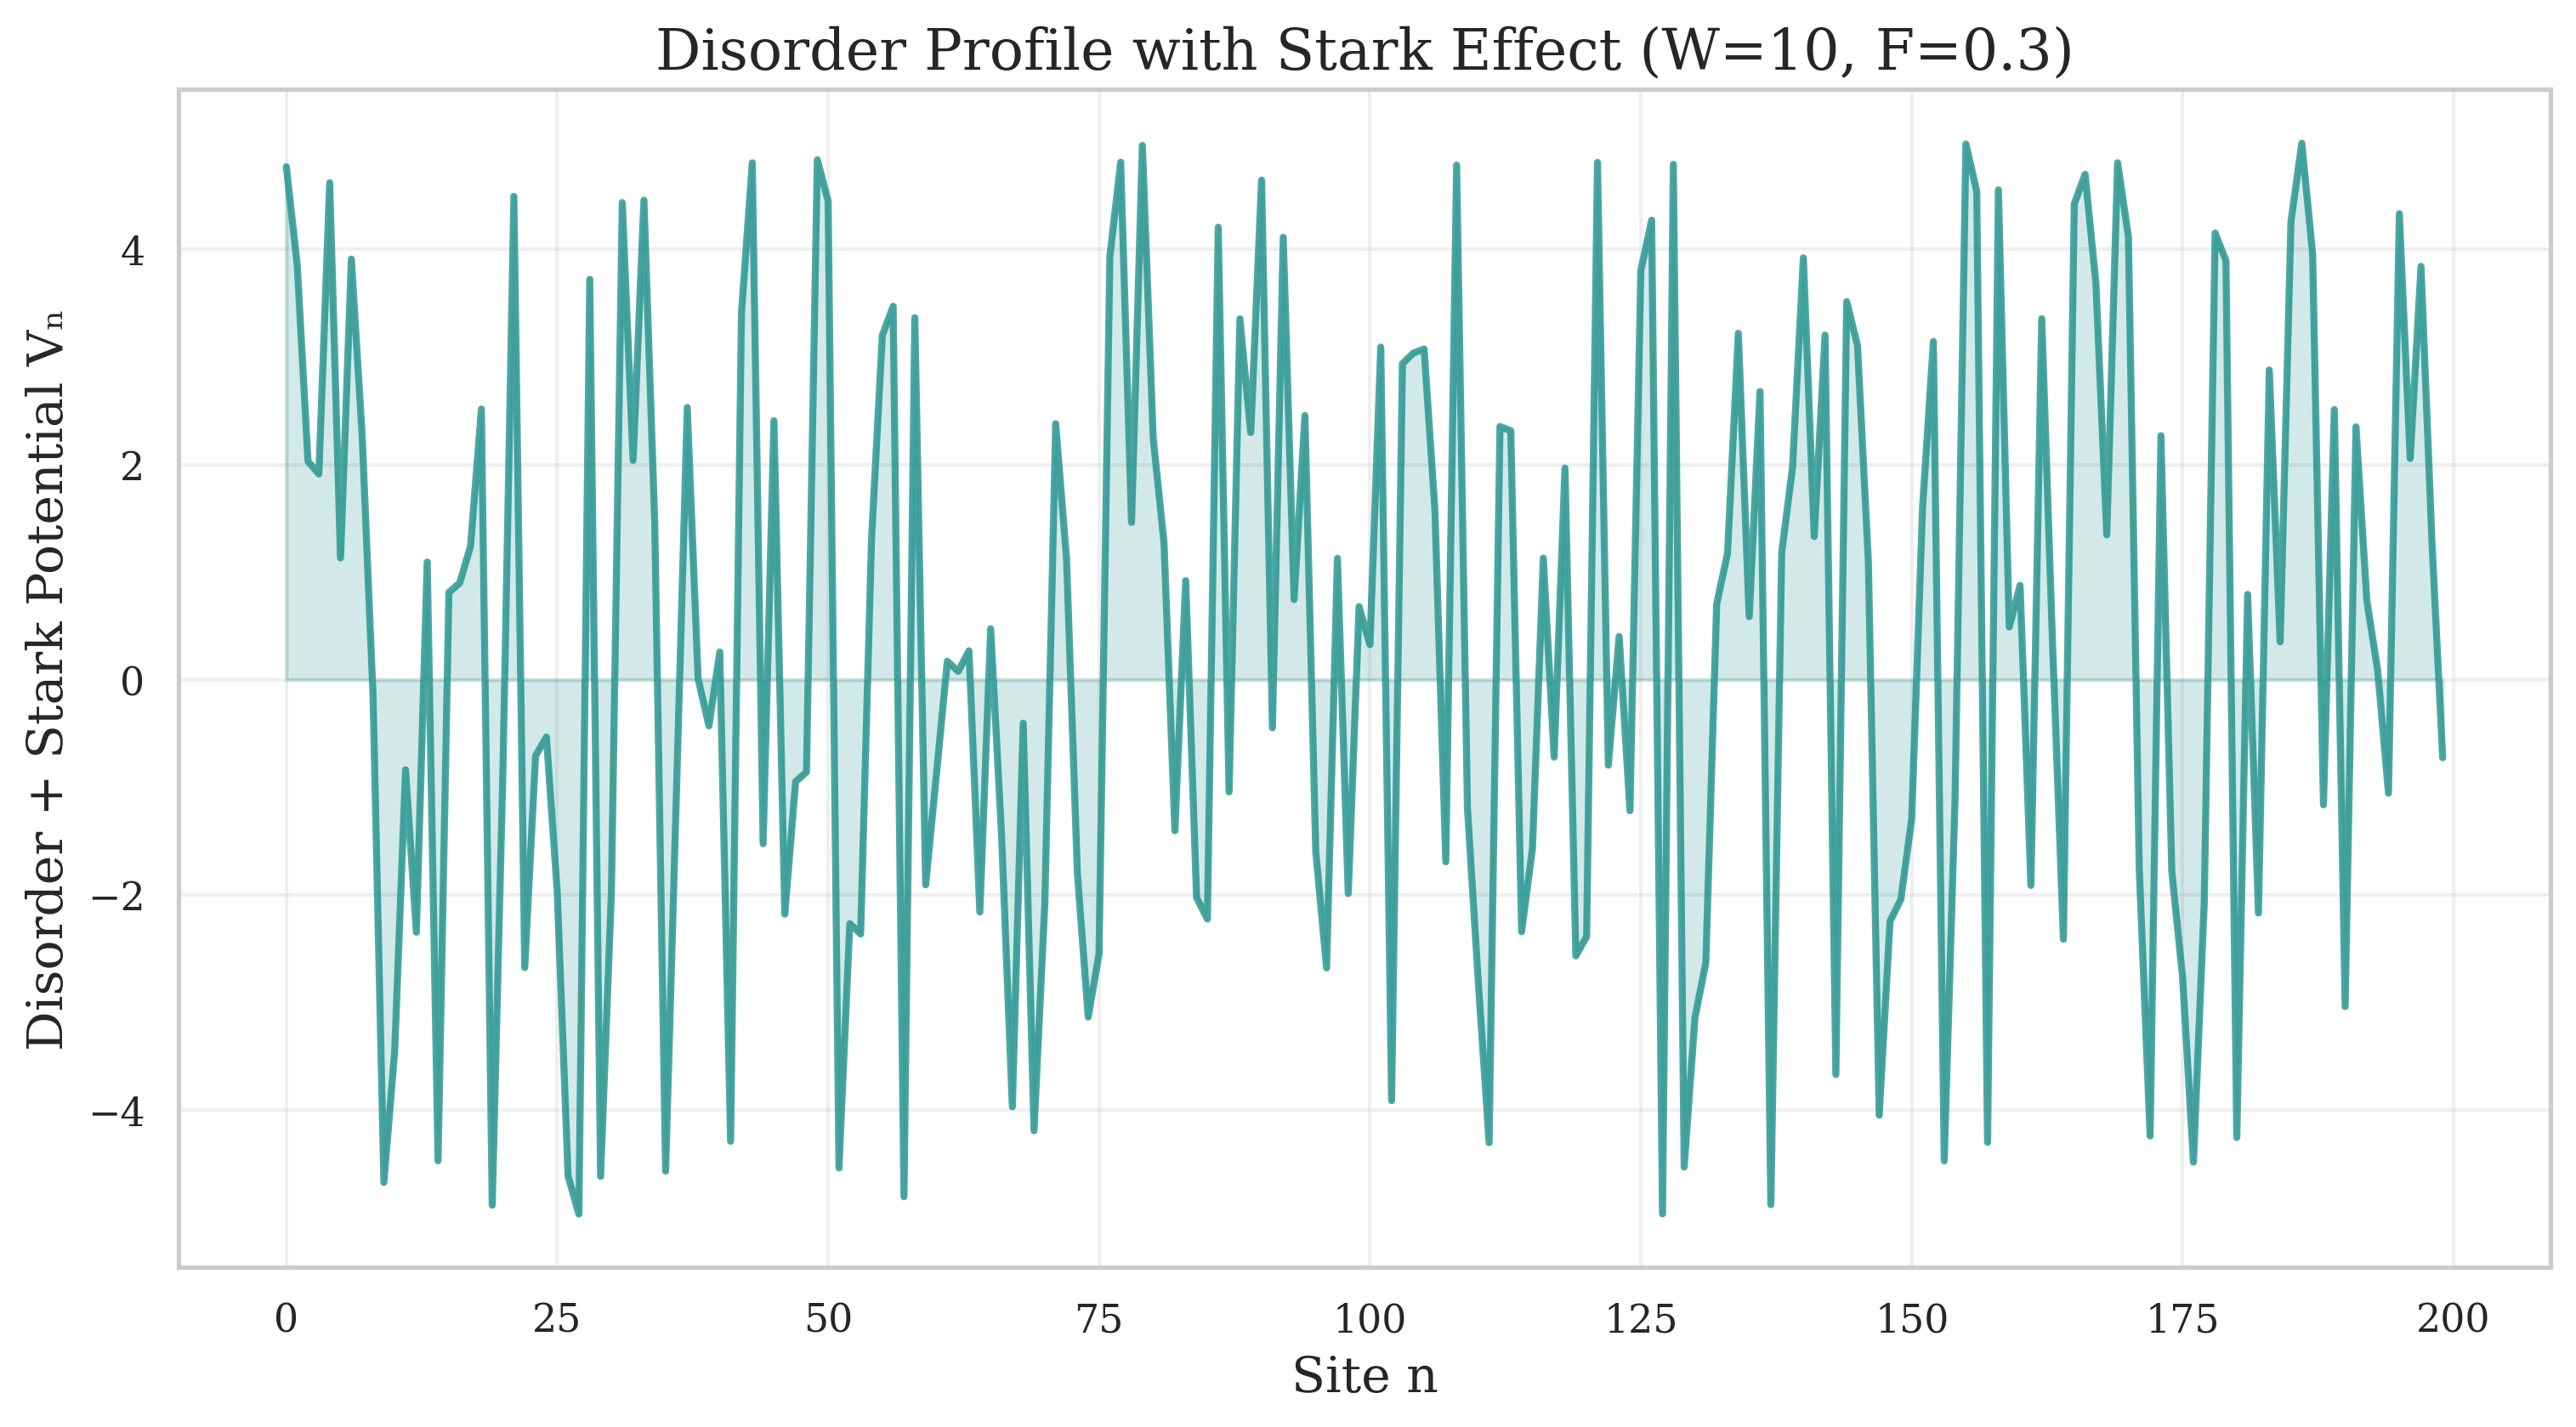 Disorder Profile with Stark Effect (W=10, F=0.3)
Disorder + Stark Potential Vₙ
4
2
0
−2
−4
0 25 50 75 100 125 150 175 200
Site n